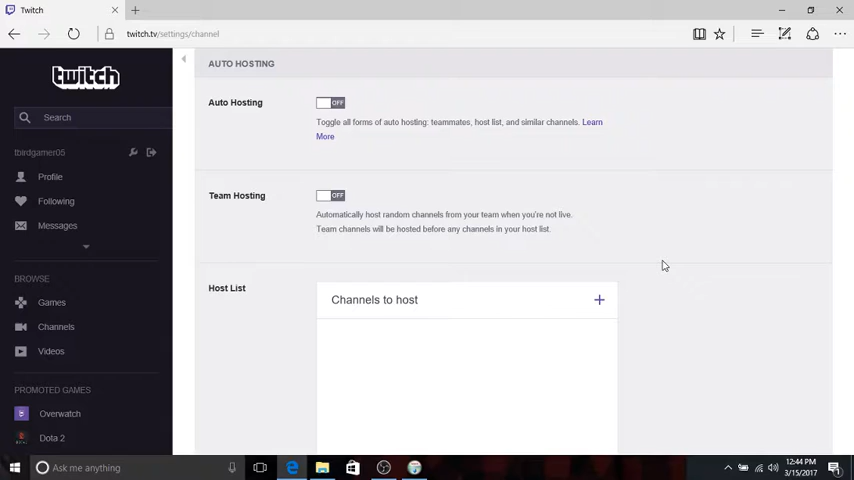 Twitch
twitch.tv/settings/channel
twitch
Search
tbirdgamer05
Profile
Following
Messages
BROWSE
Games
Channels
Videos
PROMOTED GAMES
Overwatch
Dota 2
AUTO HOSTING
Auto Hosting
OFF
Toggle all forms of auto hosting: teammates, host list, and similar channels. Learn
More
Team Hosting
OFF
Automatically host random channels from your team when you're not live.
Team channels will be hosted before any channels in your host list.
Host List
Channels to host
Ask me anything
12:44 PM
3/15/2017